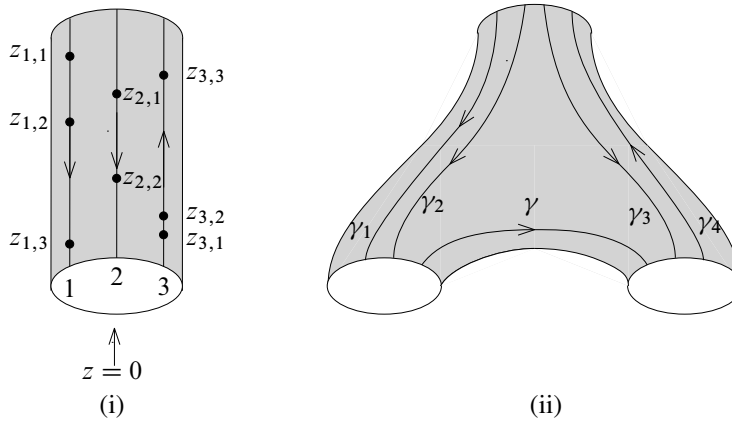 z1,1
z3,3
z2,1
z1,2
z2,2
z3,2
z3,1
z1,3
1 2 3
z = 0
(i)
γ1 γ2 γ γ3 γ4
(ii)